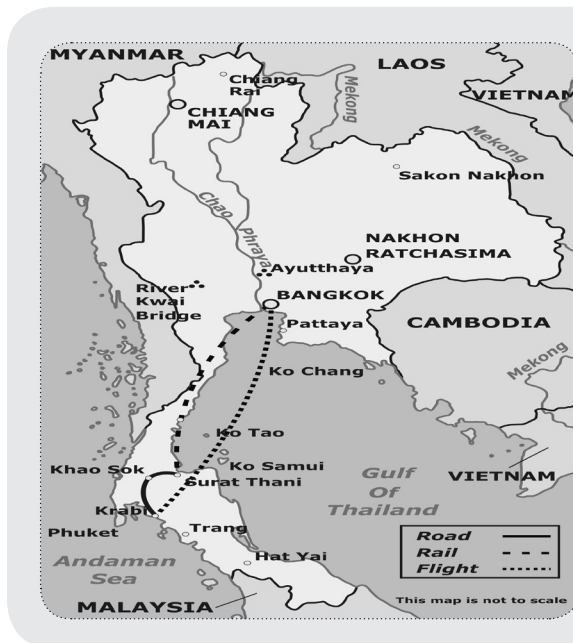 MYANMAR
LAOS
Chiang
Rai
Mekong
VIETNAM
CHIANG
MAI
Mekong
Sakon Nakhon
Chao
Phraya
NAKHON
RATCHASIMA
Ayutthaya
River
Kwai
Bridge
BANGKOK
Pattaya
CAMBODIA
Mekong
Ko Chang
Ko Tao
Khao Sok
Ko Samui
Surat Thani
Gulf
Of
Thailand
VIETNAM
Krabi
Phuket
Trang
Road
Rail
Flight
Andaman
Sea
Hat Yai
MALAYSIA
This map is not to scale